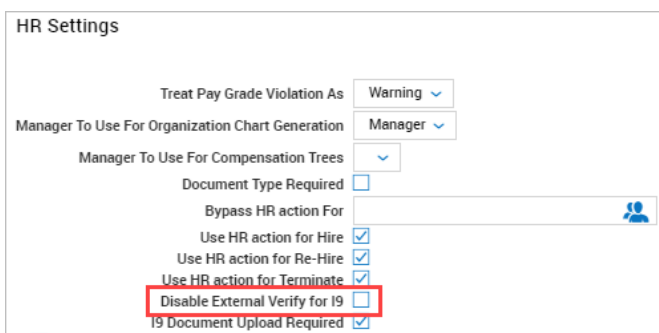 HR Settings
Treat Pay Grade Violation As Warning
Manager To Use For Organization Chart Generation Manager
Manager To Use For Compensation Trees
Document Type Required
Bypass HR action For
Use HR action for Hire
Use HR action for Re-Hire
Use HR action for Terminate
Disable External Verify for I9
I9 Document Upload Required